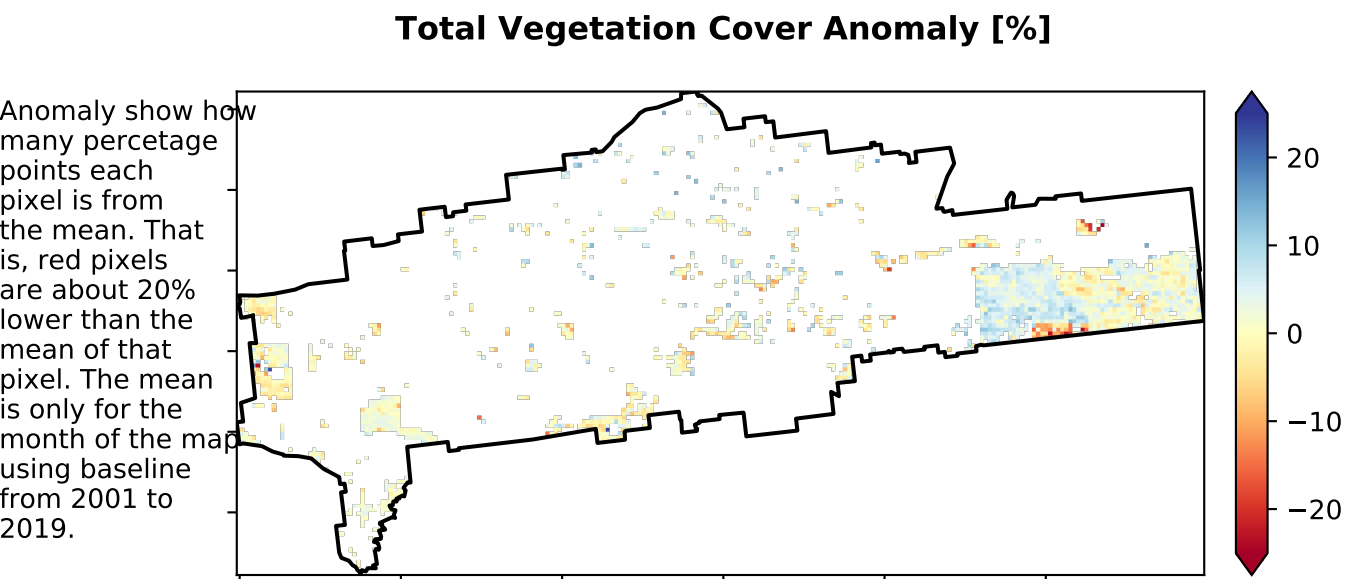 Total Vegetation Cover Anomaly [%]
Anomaly show how
many percetage
points each
pixel is from
the mean. That
is, red pixels
are about 20%
lower than the
mean of that
pixel. The mean
is only for the
month of the map
using baseline
from 2001 to
2019.
20
10
0
−10
−20